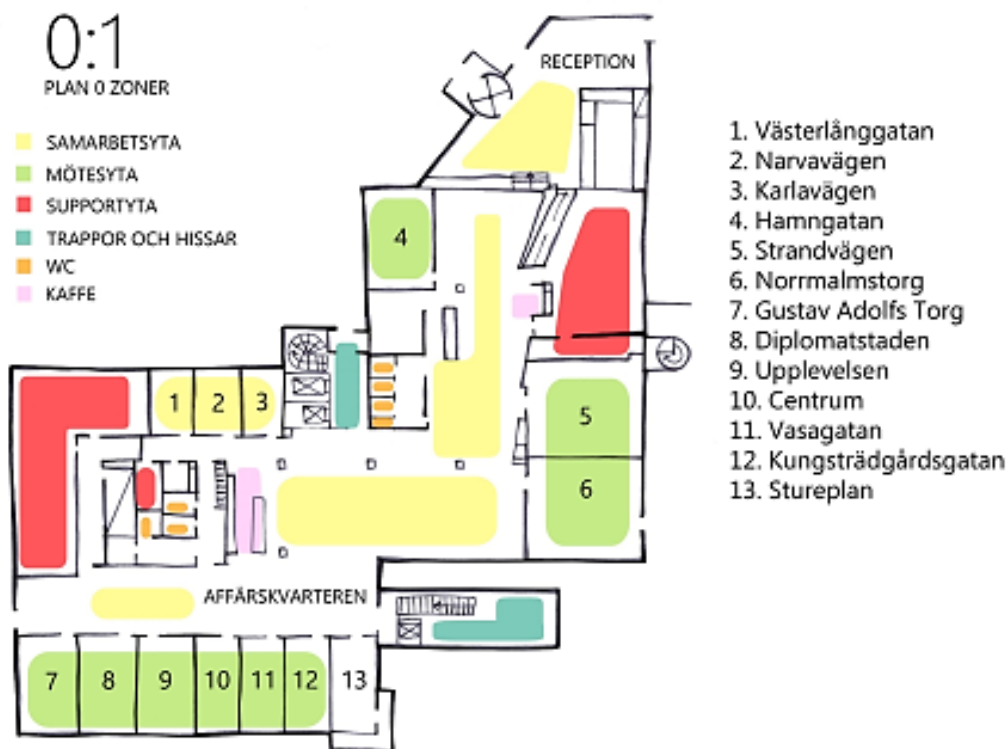 0:1
PLAN 0 ZONER
SAMARBETSYTA
MÖTESYTA
SUPPORTYTA
TRAPPOR OCH HISSAR
WC
KAFFE
RECEPTION
4
1 2 3
5
6
AFFÄRSKVARTEREN
7 8 9 10 11 12 13
1. Västerlånggatan
2. Narvavägen
3. Karlavägen
4. Hamngatan
5. Strandvägen
6. Norrmalmstorg
7. Gustav Adolfs Torg
8. Diplomatstaden
9. Upplevelsen
10. Centrum
11. Vasagatan
12. Kungsträdgårdsgatan
13. Stureplan